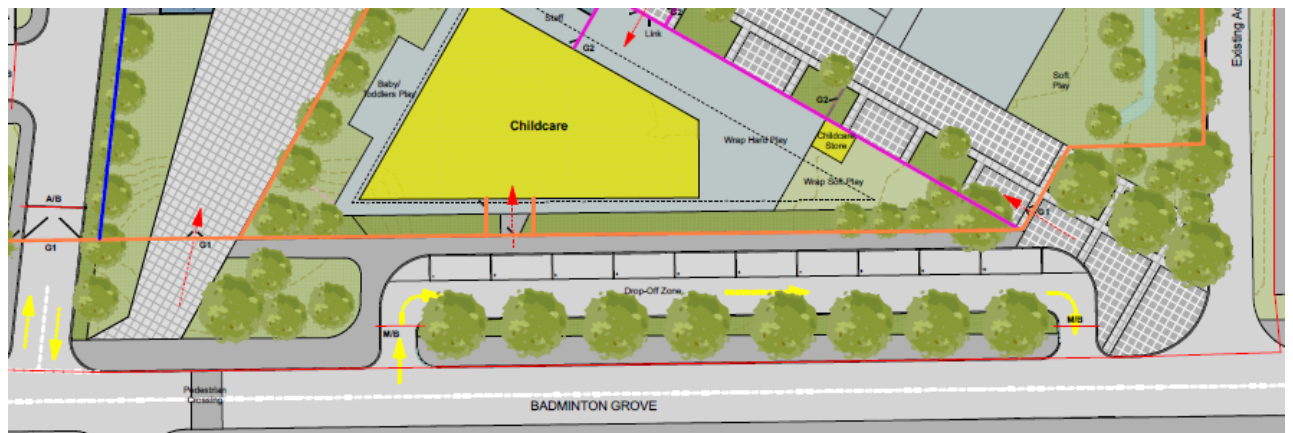 Staff
G2
G2
Link
Existing
Baby/
Toddlers Play
Soft
Play
G2
Childcare
Childcare
Store
Wrap Hard Play
Wrap Soft Play
A/B
G1
G1
G1
Drop-Off Zone
M/B
M/B
Pedestrian
Crossing
BADMINTON GROVE